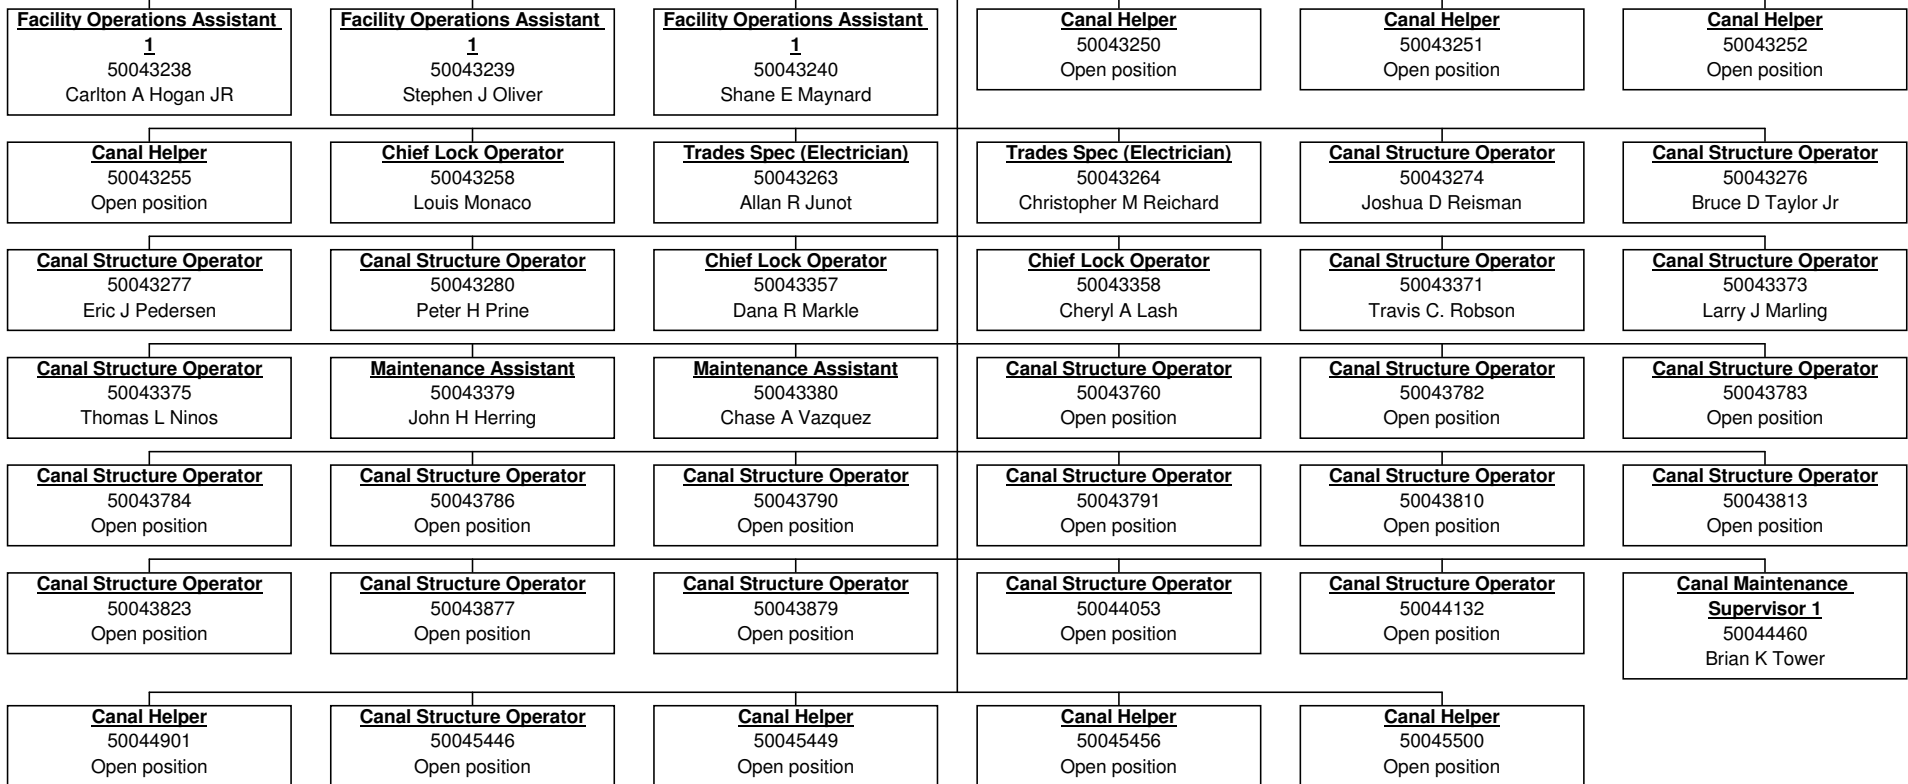 Facility Operations Assistant
1
50043238
Carlton A Hogan JR
Facility Operations Assistant
1
50043239
Stephen J Oliver
Facility Operations Assistant
1
50043240
Shane E Maynard
Canal Helper
50043250
Open position
Canal Helper
50043251
Open position
Canal Helper
50043252
Open position
Canal Helper
50043255
Open position
Chief Lock Operator
50043258
Louis Monaco
Trades Spec (Electrician)
50043263
Allan R Junot
Trades Spec (Electrician)
50043264
Christopher M Reichard
Canal Structure Operator
50043274
Joshua D Reisman
Canal Structure Operator
50043276
Bruce D Taylor Jr
Canal Structure Operator
50043277
Eric J Pedersen
Canal Structure Operator
50043280
Peter H Prine
Chief Lock Operator
50043357
Dana R Markle
Chief Lock Operator
50043358
Cheryl A Lash
Canal Structure Operator
50043371
Travis C. Robson
Canal Structure Operator
50043373
Larry J Marling
Canal Structure Operator
50043375
Thomas L Ninos
Maintenance Assistant
50043379
John H Herring
Maintenance Assistant
50043380
Chase A Vazquez
Canal Structure Operator
50043760
Open position
Canal Structure Operator
50043782
Open position
Canal Structure Operator
50043783
Open position
Canal Structure Operator
50043784
Open position
Canal Structure Operator
50043786
Open position
Canal Structure Operator
50043790
Open position
Canal Structure Operator
50043791
Open position
Canal Structure Operator
50043810
Open position
Canal Structure Operator
50043813
Open position
Canal Structure Operator
50043823
Open position
Canal Structure Operator
50043877
Open position
Canal Structure Operator
50043879
Open position
Canal Structure Operator
50044053
Open position
Canal Structure Operator
50044132
Open position
Canal Maintenance
Supervisor 1
50044460
Brian K Tower
Canal Helper
50044901
Open position
Canal Structure Operator
50045446
Open position
Canal Helper
50045449
Open position
Canal Helper
50045456
Open position
Canal Helper
50045500
Open position